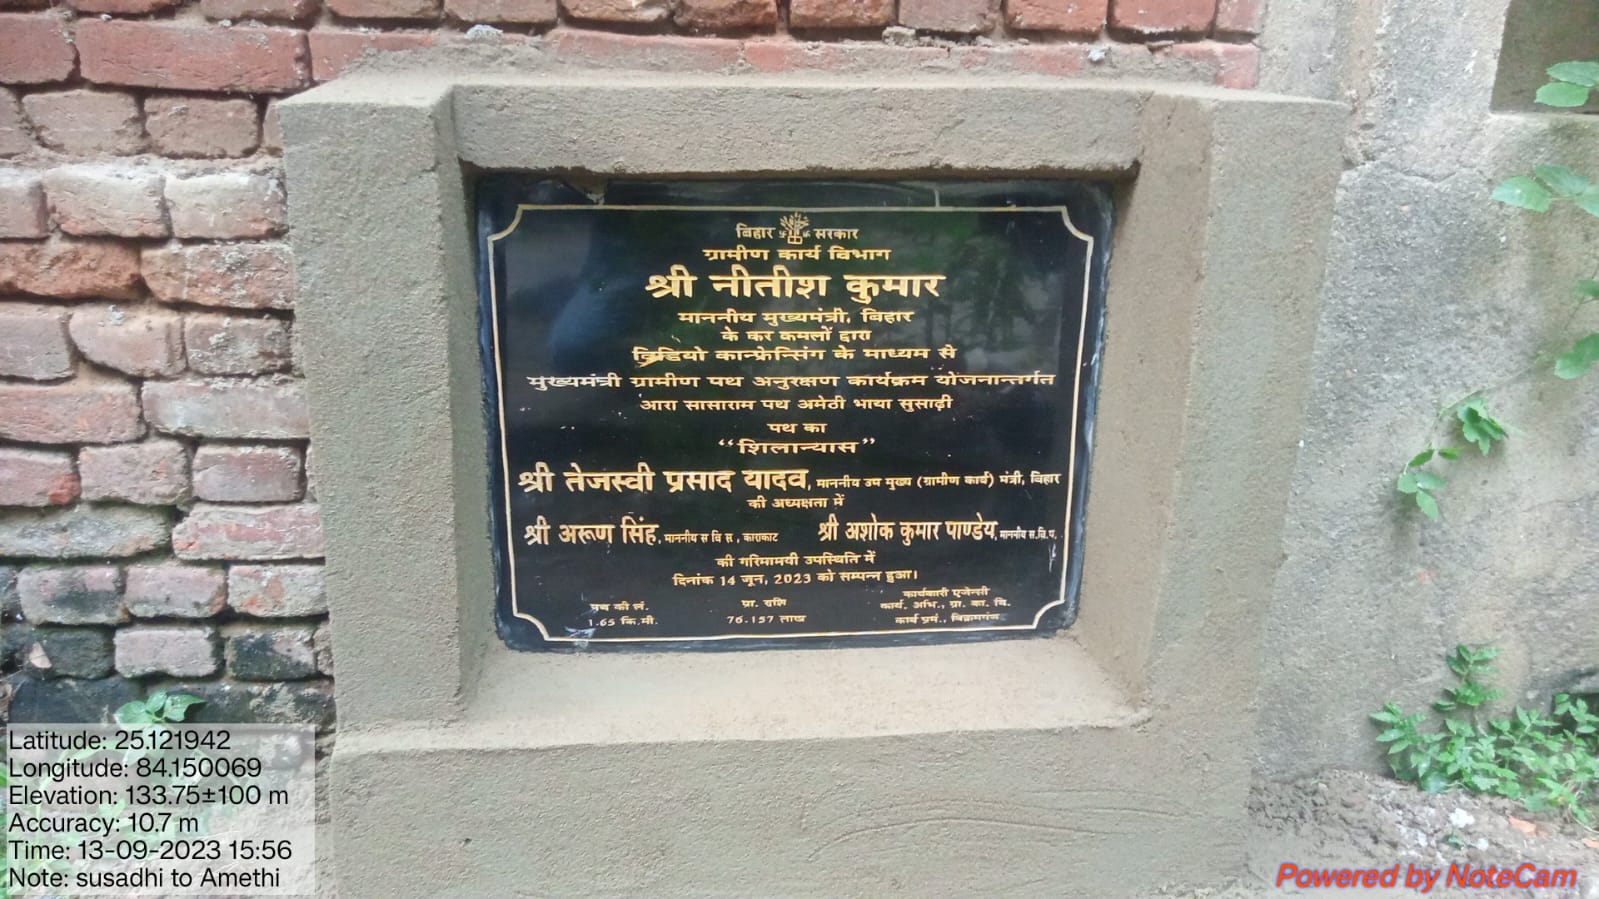 बिहार सरकार
ग्रामीण कार्य विभाग
श्री नीतीश कुमार
माननीय मुख्यमंत्री, बिहार
के कर कमलों द्वारा
विडियो कान्फ्रेन्सिंग के माध्यम से
मुख्यमंत्री ग्रामीण पथ अनुरक्षण कार्यक्रम योजनान्तर्गत
आरा सासाराम पथ अमेठी भाया सुसाढ़ी
पथ का
“शिलान्यास”
श्री तेजस्वी प्रसाद यादव, माननीय उप मुख्य (ग्रामीण कार्य) मंत्री, बिहार
की अध्यक्षता में
श्री अरूण सिंह, माननीय स वि स, काराकाट श्री अशोक कुमार पाण्डेय, माननीय स.वि.प.
की गरिमामयी उपस्थिति में
दिनांक 14 जून, 2023 को सम्पन्न हुआ।
पथ की लं. प्रा. राशि कार्यकारी एजेन्सी
1.65 कि.मी. 76.157 लाख कार्य. अभि., ग्रा. का. वि.
कार्य प्रमं., बिक्रमगंज
Latitude: 25.121942
Longitude: 84.150069
Elevation: 133.75±100 m
Accuracy: 10.7 m
Time: 13-09-2023 15:56
Note: susadhi to Amethi
Powered by NoteCam